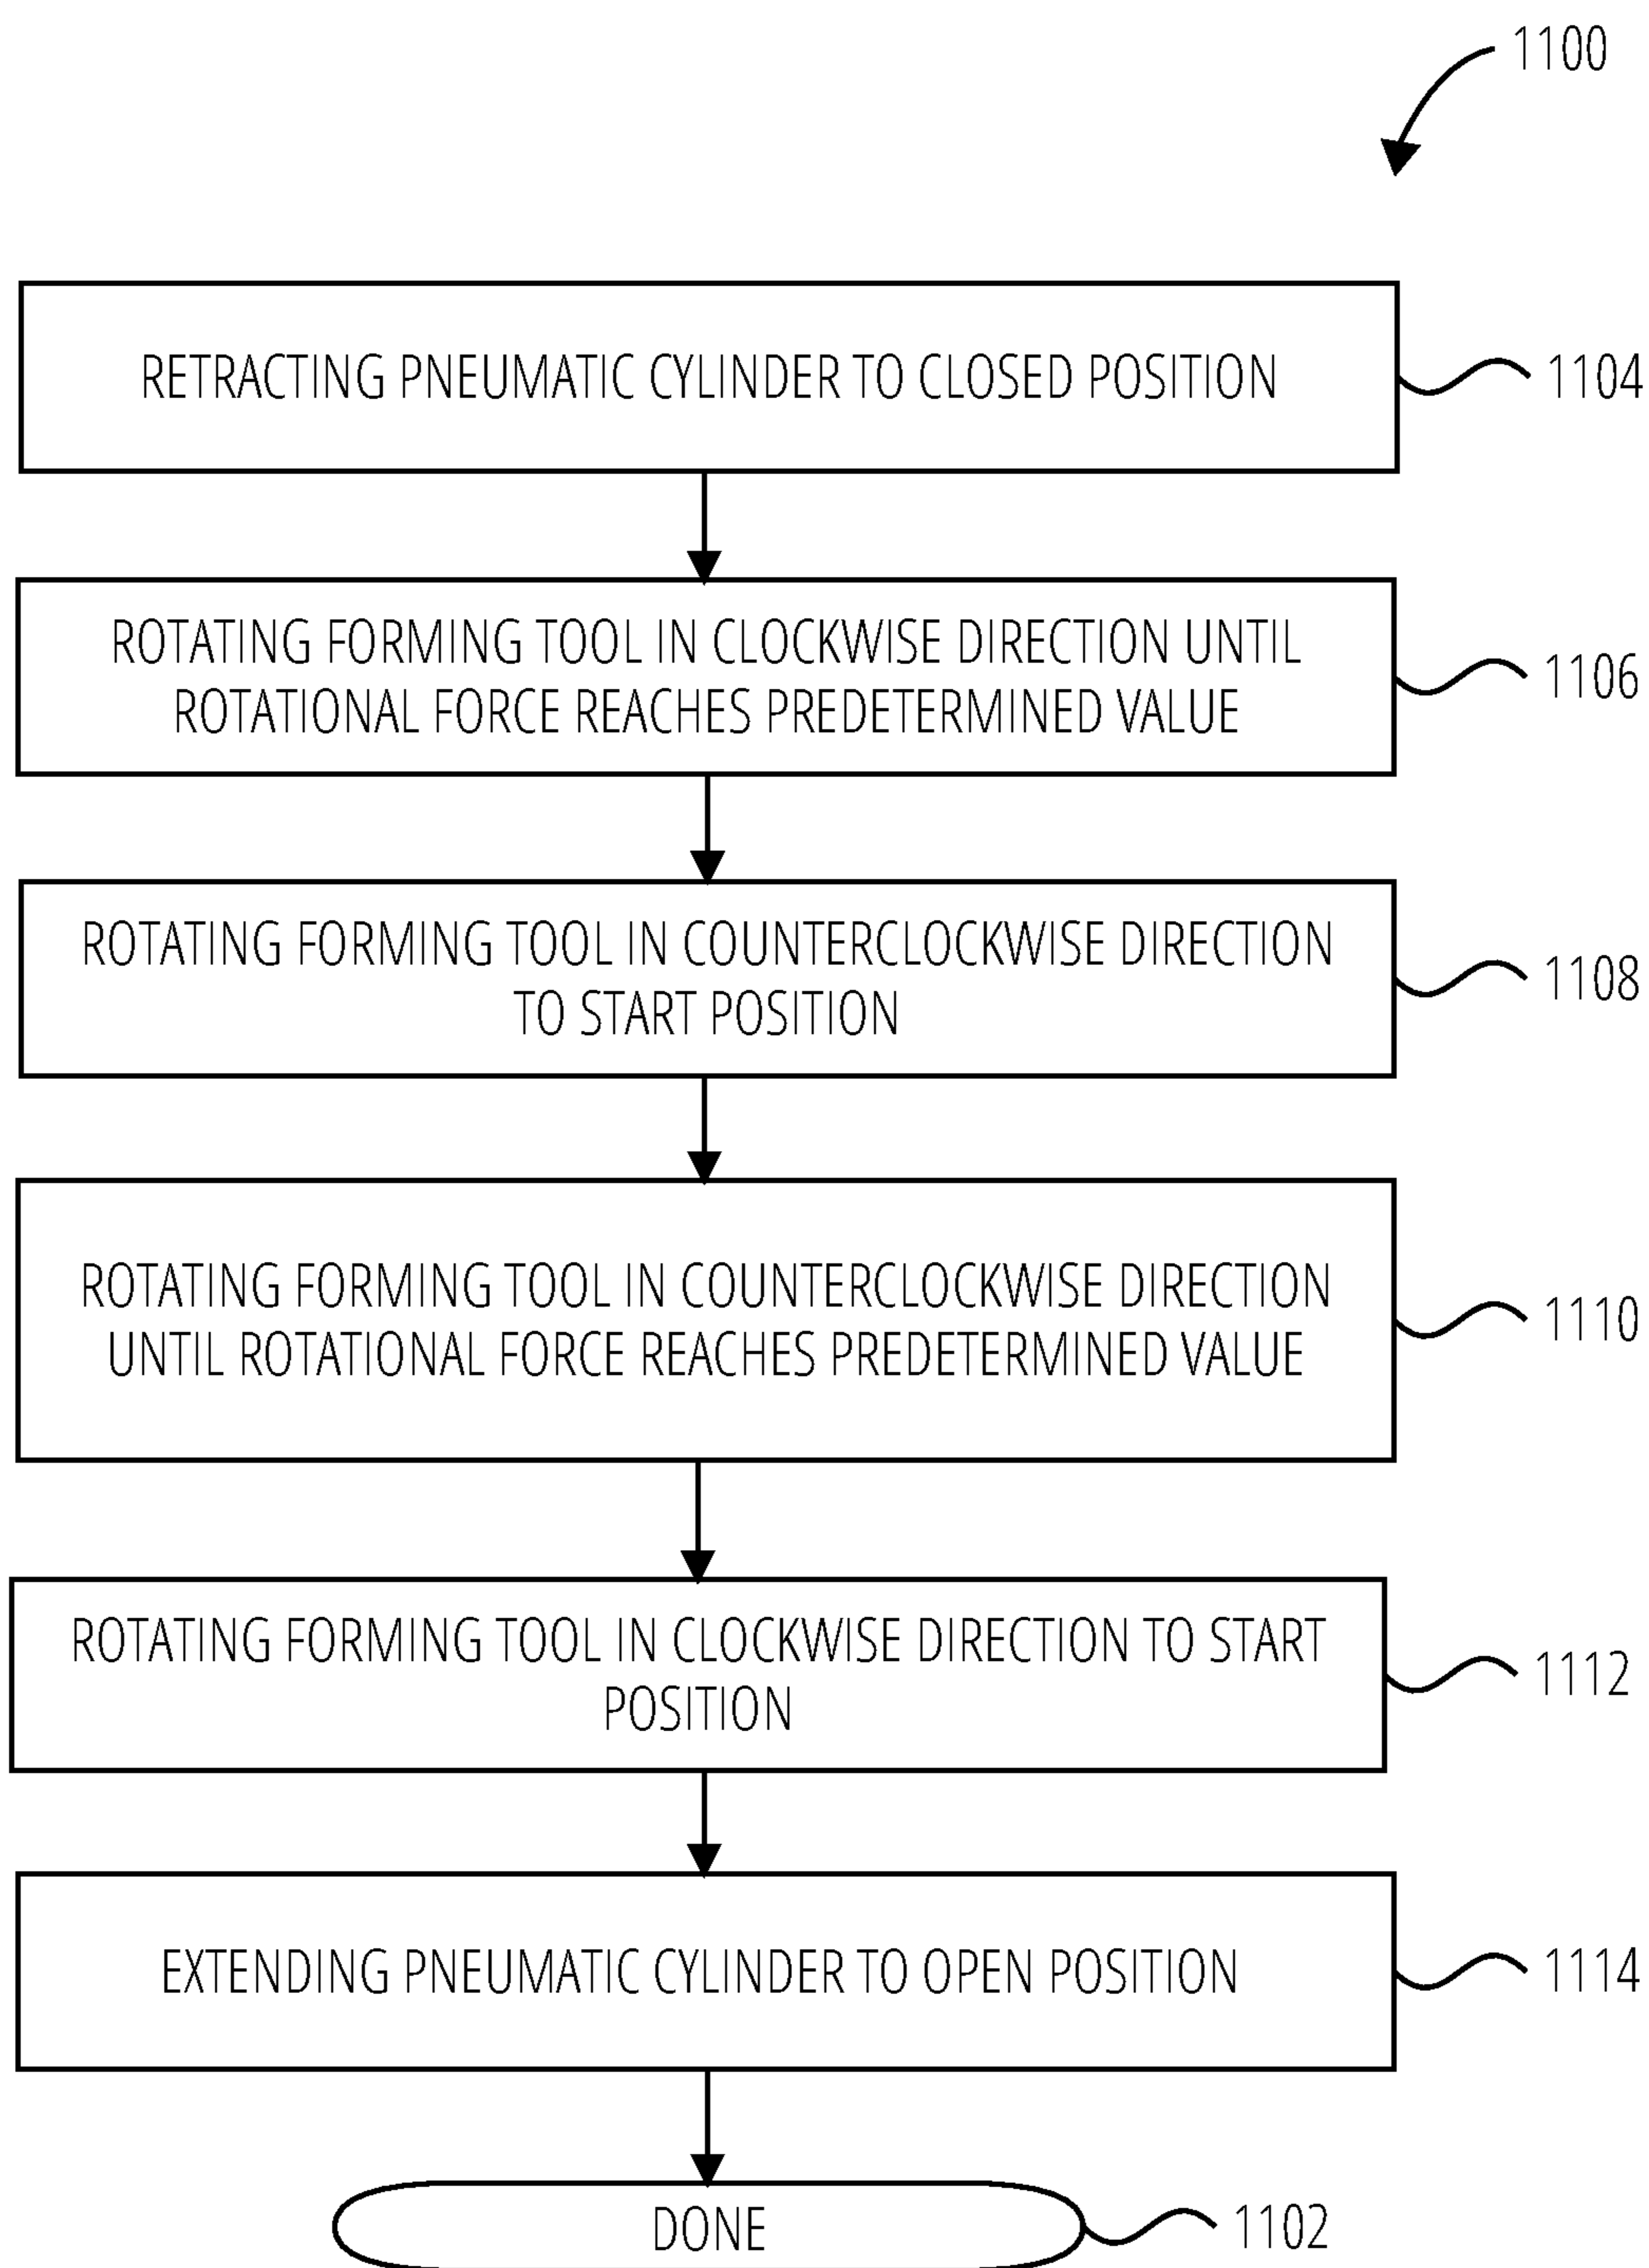 1100
RETRACTING PNEUMATIC CYLINDER TO CLOSED POSITION
1104
ROTATING FORMING TOOL IN CLOCKWISE DIRECTION UNTIL
ROTATIONAL FORCE REACHES PREDETERMINED VALUE
1106
ROTATING FORMING TOOL IN COUNTERCLOCKWISE DIRECTION
TO START POSITION
1108
ROTATING FORMING TOOL IN COUNTERCLOCKWISE DIRECTION
UNTIL ROTATIONAL FORCE REACHES PREDETERMINED VALUE
1110
ROTATING FORMING TOOL IN CLOCKWISE DIRECTION TO START
POSITION
1112
EXTENDING PNEUMATIC CYLINDER TO OPEN POSITION
1114
DONE
1102